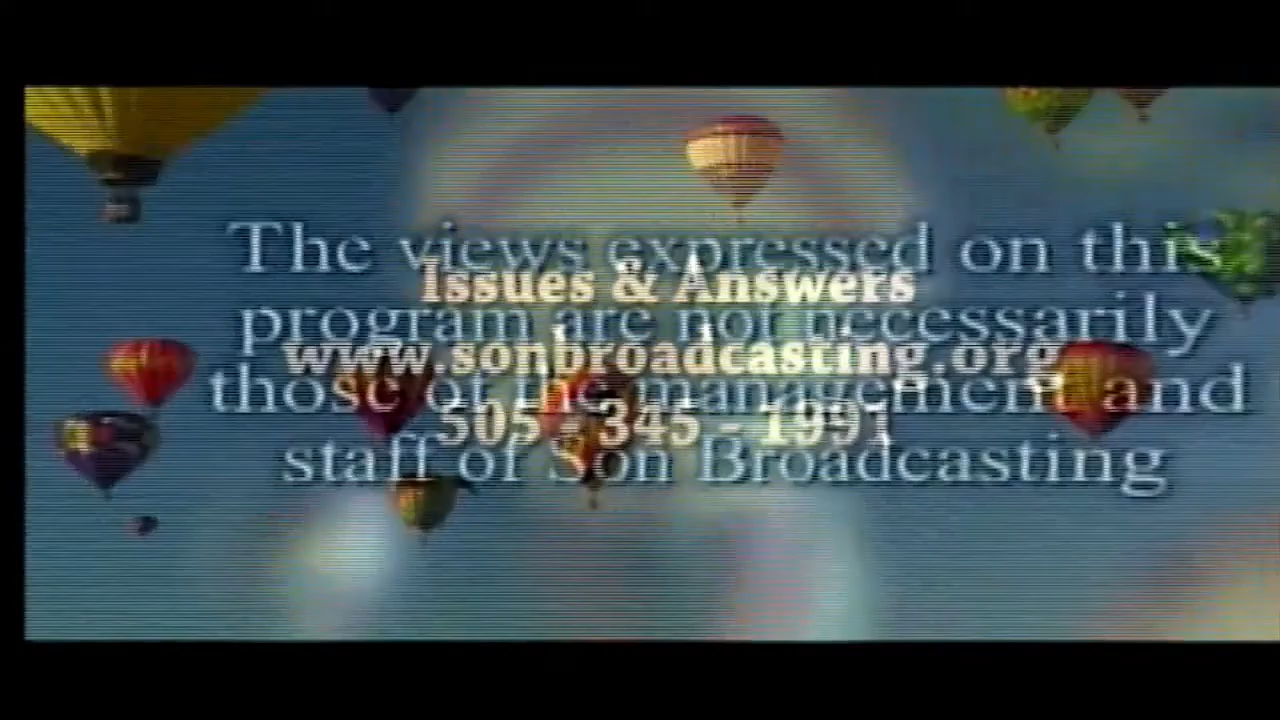 The views expressed on this
Issues & Answers
program are not necessarily
www.sonbroadcasting.org
those of the management and
505 - 345 - 1991
staff of Son Broadcasting